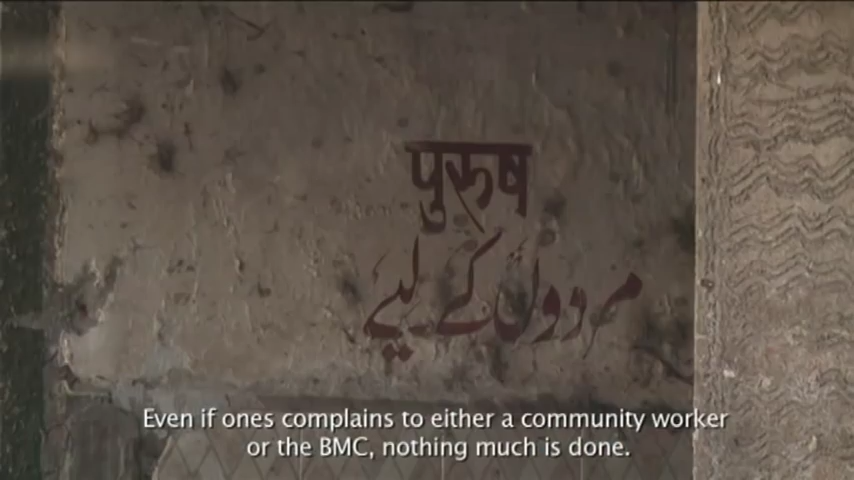 पुरूष
مردوں کے لیے
Even if ones complains to either a community worker
or the BMC, nothing much is done.